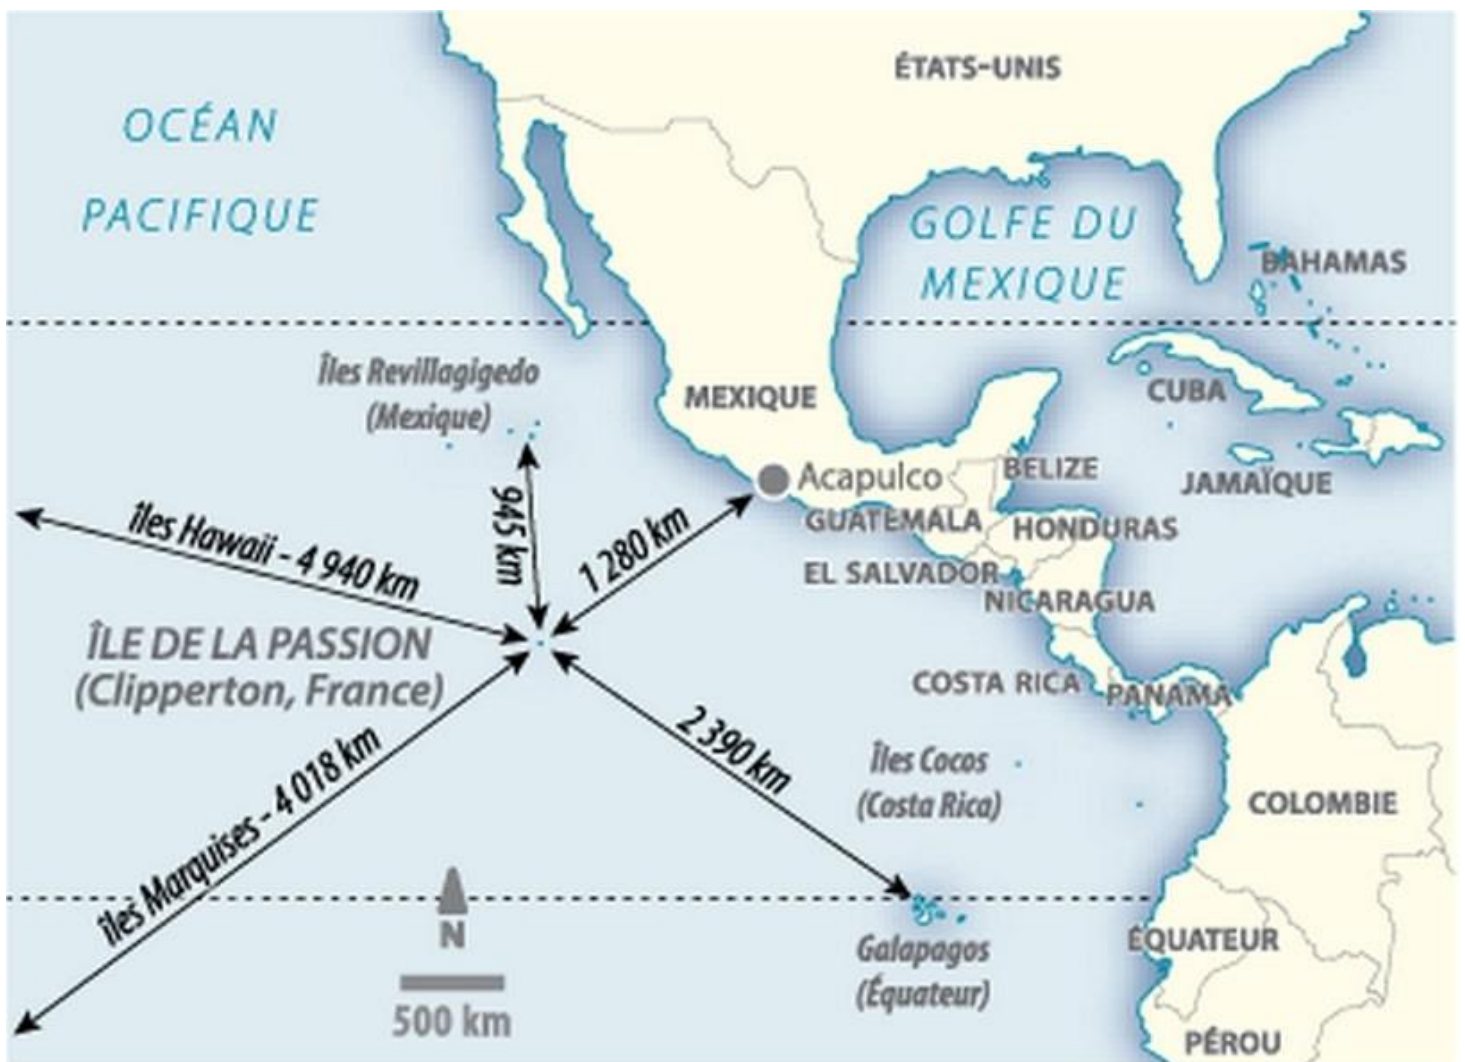 ÉTATS-UNIS
OCÉAN
PACIFIQUE
GOLFE DU
MEXIQUE
BAHAMAS
Îles Revillagigedo
(Mexique)
MEXIQUE
CUBA
Acapulco
BELIZE
JAMAÏQUE
GUATEMALA
HONDURAS
945 km
1 280 km
îles Hawaii - 4 940 km
EL SALVADOR
NICARAGUA
ÎLE DE LA PASSION
(Clipperton, France)
COSTA RICA
PANAMA
2 390 km
îles Marquises - 4 018 km
Îles Cocos
(Costa Rica)
COLOMBIE
N
500 km
Galapagos
(Équateur)
ÉQUATEUR
PÉROU